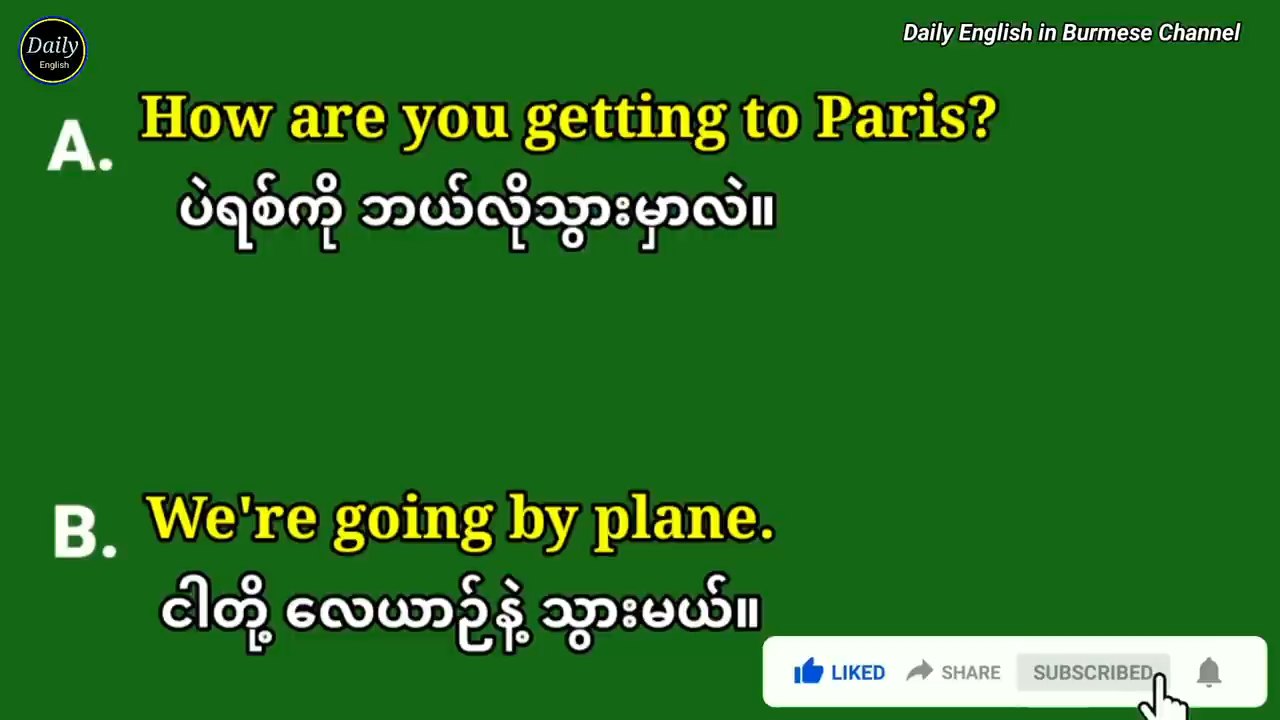 Daily
English
Daily English in Burmese Channel
A. How are you getting to Paris?
ပဲရစ်ကို ဘယ်လိုသွားမှာလဲ။
B. We're going by plane.
ငါတို့ လေယာဉ်နဲ့ သွားမယ်။
LIKED SHARE SUBSCRIBED